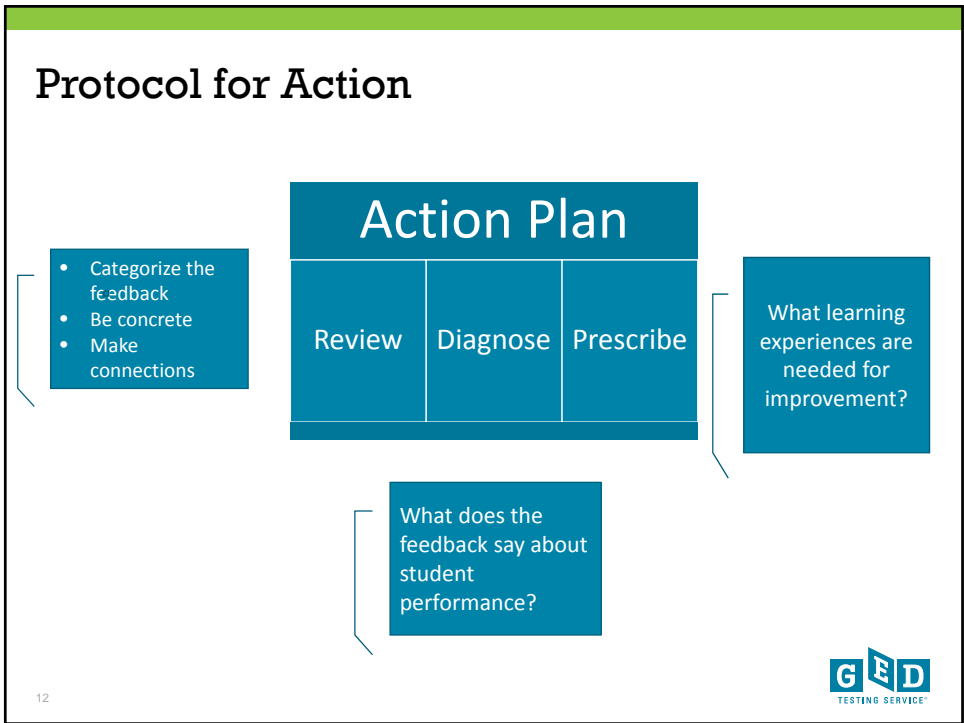 Protocol for Action
Action Plan
• Categorize the
feedback
• Be concrete
• Make
connections
Review
Diagnose
Prescribe
What learning
experiences are
needed for
improvement?
What does the
feedback say about
student
performance?
12
GED
TESTING SERVICE®